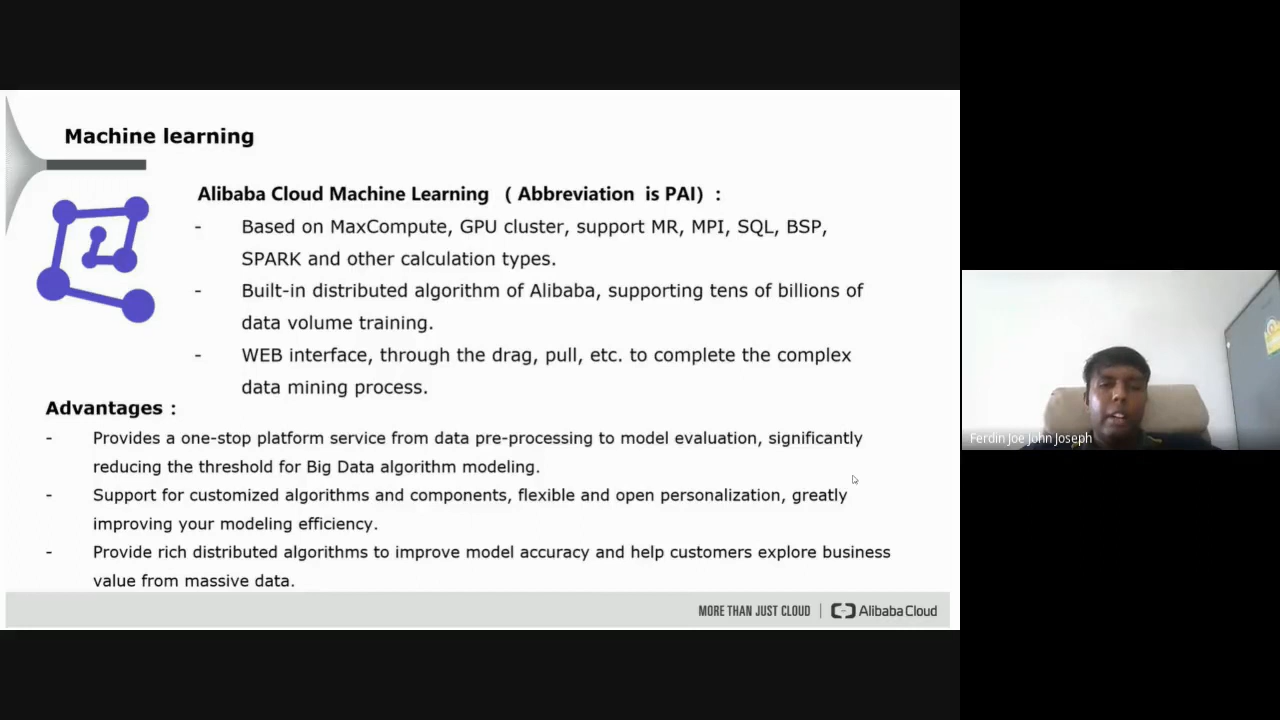 Machine learning
Alibaba Cloud Machine Learning （ Abbreviation is PAI）：
- Based on MaxCompute, GPU cluster, support MR, MPI, SQL, BSP,
SPARK and other calculation types.
- Built-in distributed algorithm of Alibaba, supporting tens of billions of
data volume training.
- WEB interface, through the drag, pull, etc. to complete the complex
data mining process.
Advantages：
- Provides a one-stop platform service from data pre-processing to model evaluation, significantly
reducing the threshold for Big Data algorithm modeling.
- Support for customized algorithms and components, flexible and open personalization, greatly
improving your modeling efficiency.
- Provide rich distributed algorithms to improve model accuracy and help customers explore business
value from massive data.
MORE THAN JUST CLOUD | Alibaba Cloud
Ferdin Joe John Joseph